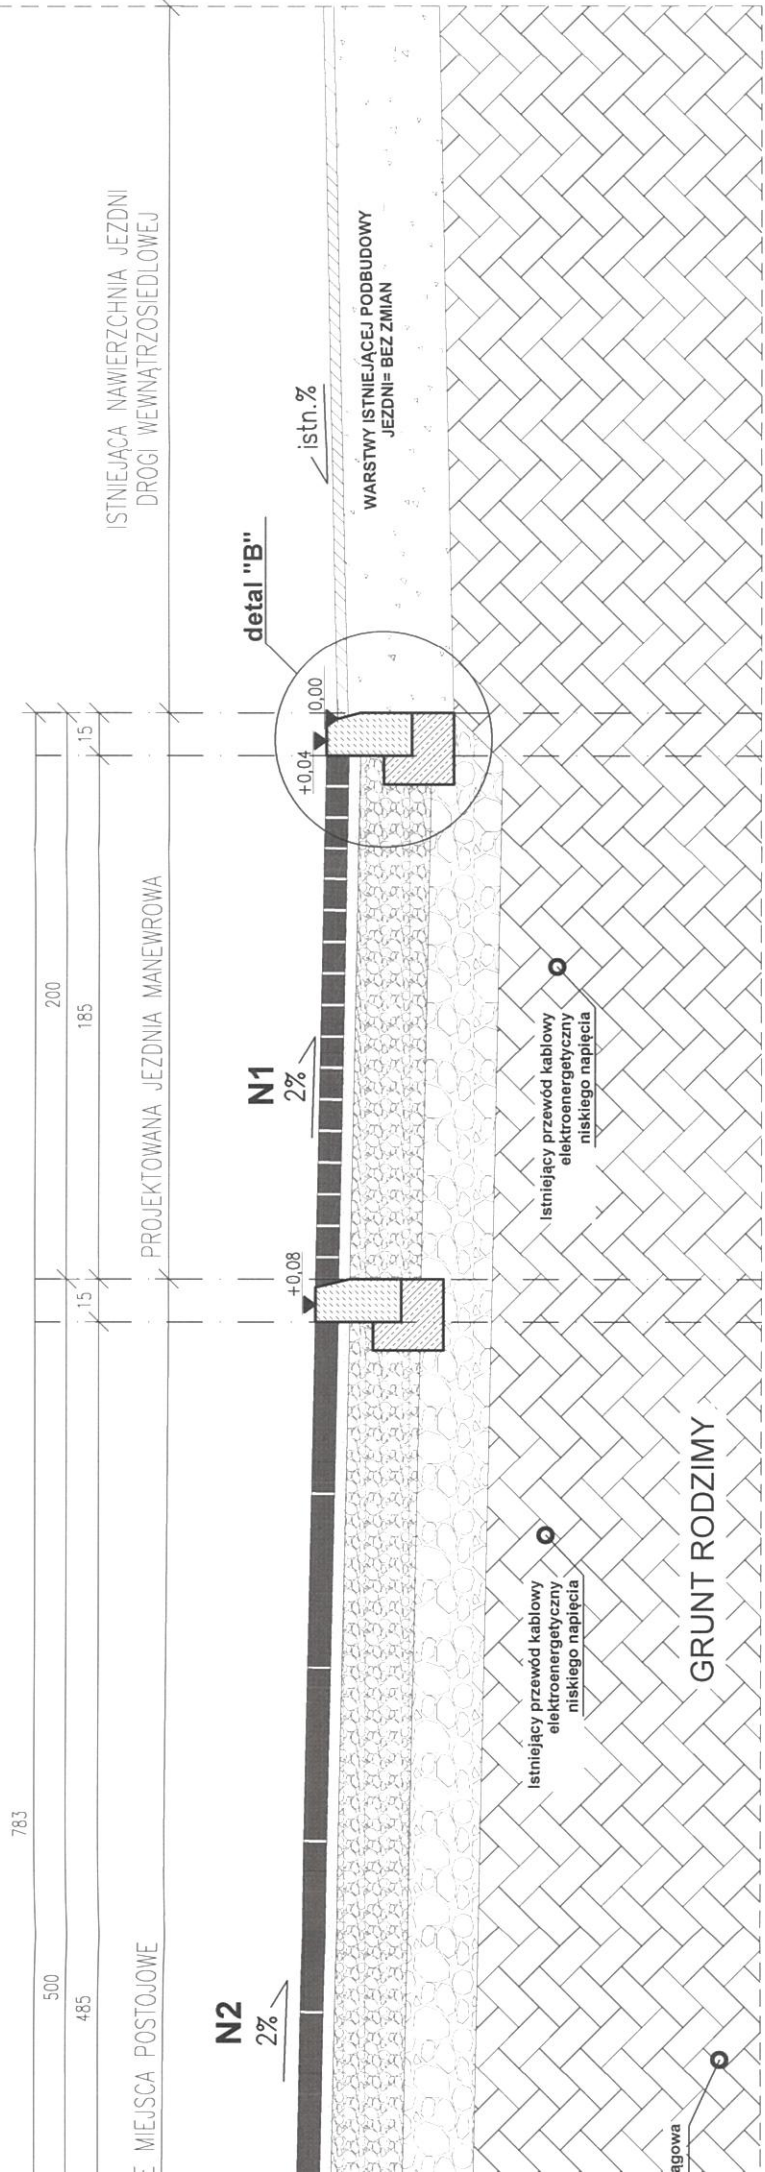 783
500
200
485
15
185
15
E MIEJSCA POSTOJOWE
PROJEKTOWANA JEZDNIA MANEWROWA
ISTNIEJĄCA NAWIERZCHNIA JEZDNI
DROGI WEWNĄTRZOSIEDLOWEJ
N2
2%
N1
2%
detal "B"
istn.%
+0,08
+0,04
0,00
WARSTWY ISTNIEJĄCEJ PODBUDOWY
JEZDNI= BEZ ZMIAN
Istniejący przewód kablowy
elektroenergetyczny
niskiego napięcia
Istniejący przewód kablowy
elektroenergetyczny
niskiego napięcia
GRUNT RODZIMY
ągowa